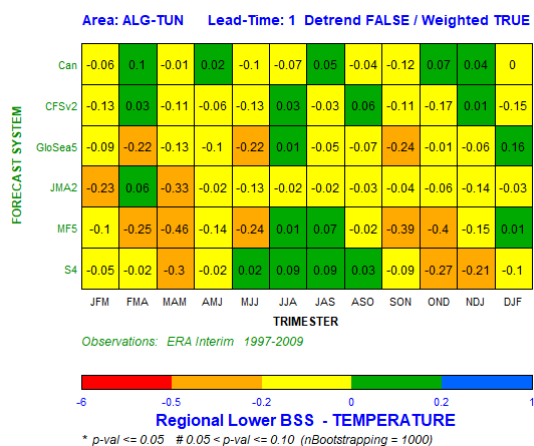 Area: ALG-TUN Lead-Time: 1 Detrend FALSE / Weighted TRUE
FORECAST SYSTEM
Can -0.06 0.1 -0.01 0.02 -0.1 -0.07 0.05 -0.04 -0.12 0.07 0.04 0
CFSv2 -0.13 0.03 -0.11 -0.06 -0.13 0.03 -0.03 0.06 -0.11 -0.17 0.01 -0.15
GloSea5 -0.09 -0.22 -0.13 -0.1 -0.22 0.01 -0.05 -0.07 -0.24 -0.01 -0.06 0.16
JMA2 -0.23 0.06 -0.33 -0.02 -0.13 -0.02 -0.02 -0.03 -0.04 -0.06 -0.14 -0.03
MF5 -0.1 -0.25 -0.46 -0.14 -0.24 0.01 0.07 -0.02 -0.39 -0.4 -0.15 0.01
S4 -0.05 -0.02 -0.3 -0.02 0.02 0.09 0.09 0.03 -0.09 -0.27 -0.21 -0.1
JFM FMA MAM AMJ MJJ JJA JAS ASO SON OND NDJ DJF
TRIMESTER
Observations: ERA Interim 1997-2009
-6 -0.5 -0.2 0 0.2 1
Regional Lower BSS - TEMPERATURE
* p-val <= 0.05 # 0.05 < p-val <= 0.10 (nBootstrapping = 1000)